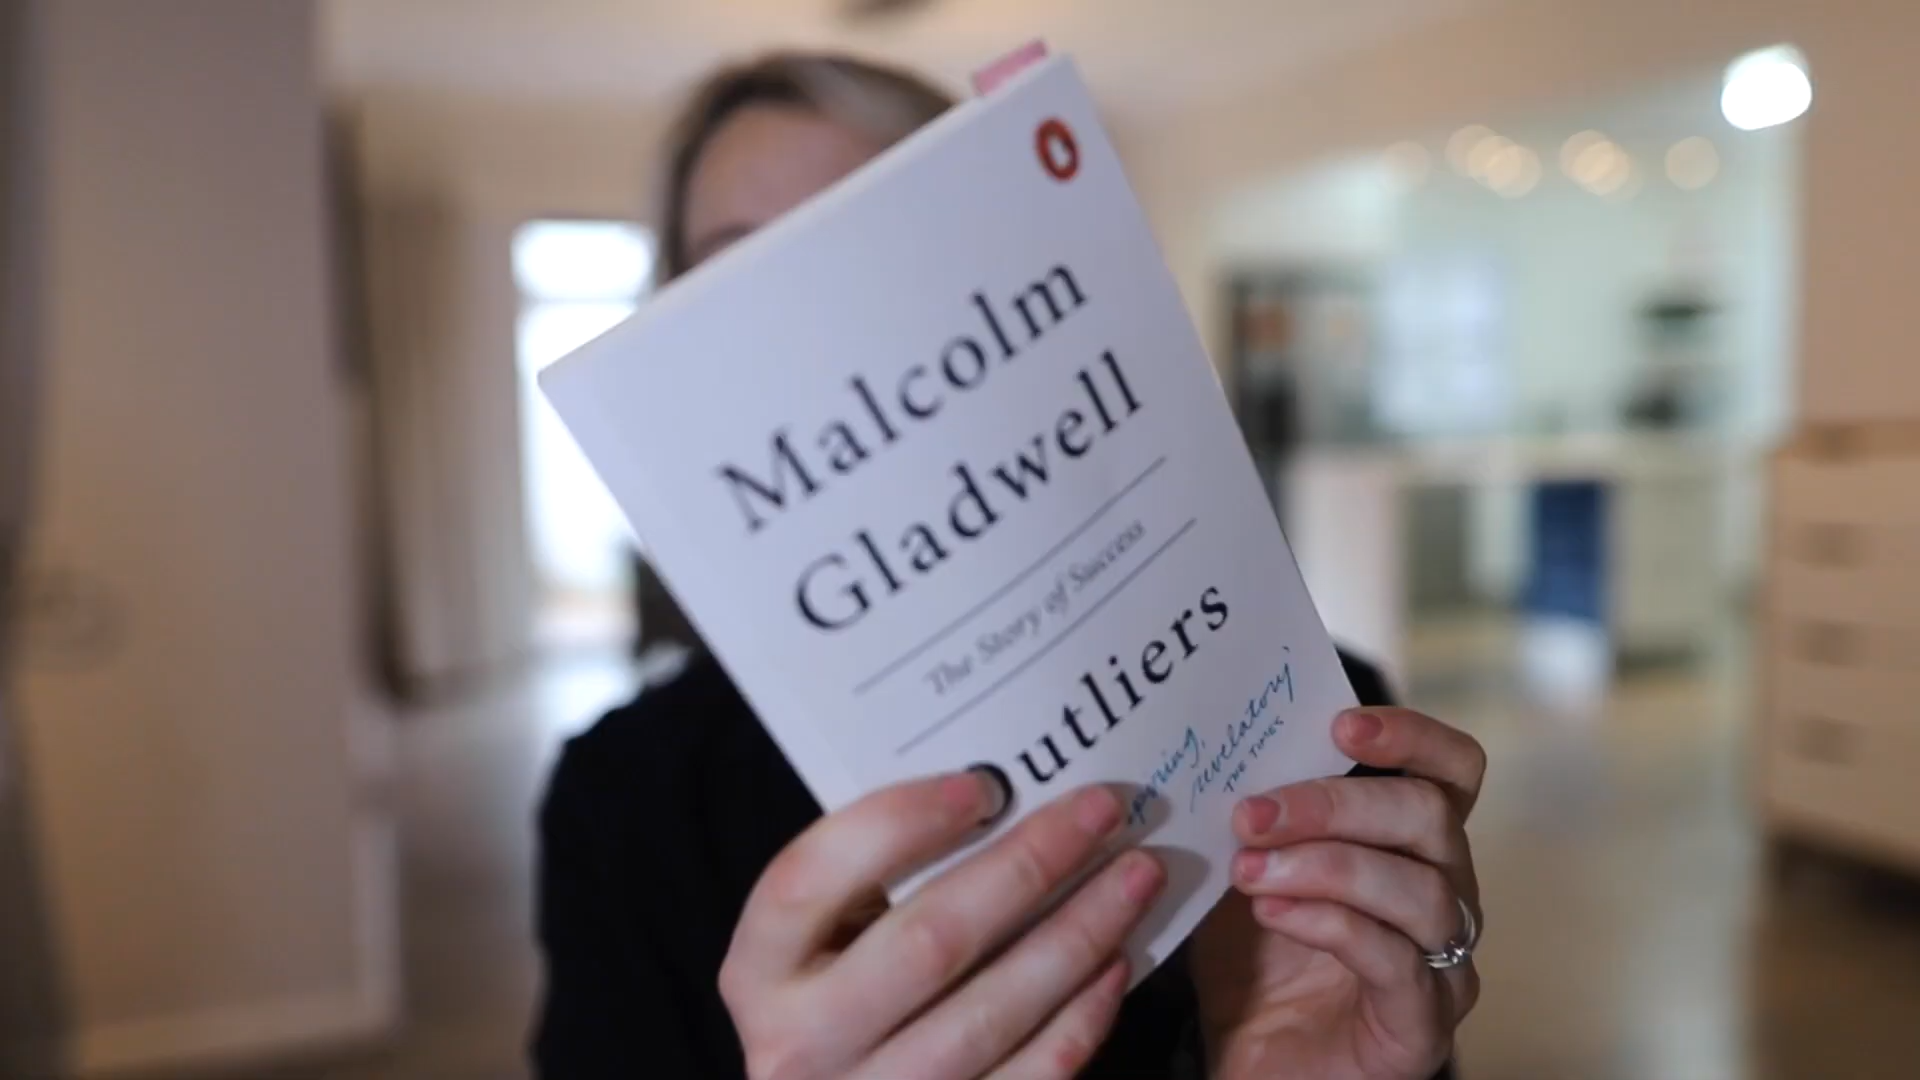 Malcolm
Gladwell
The Story of Success
Outliers
revelatory'
THE TIMES